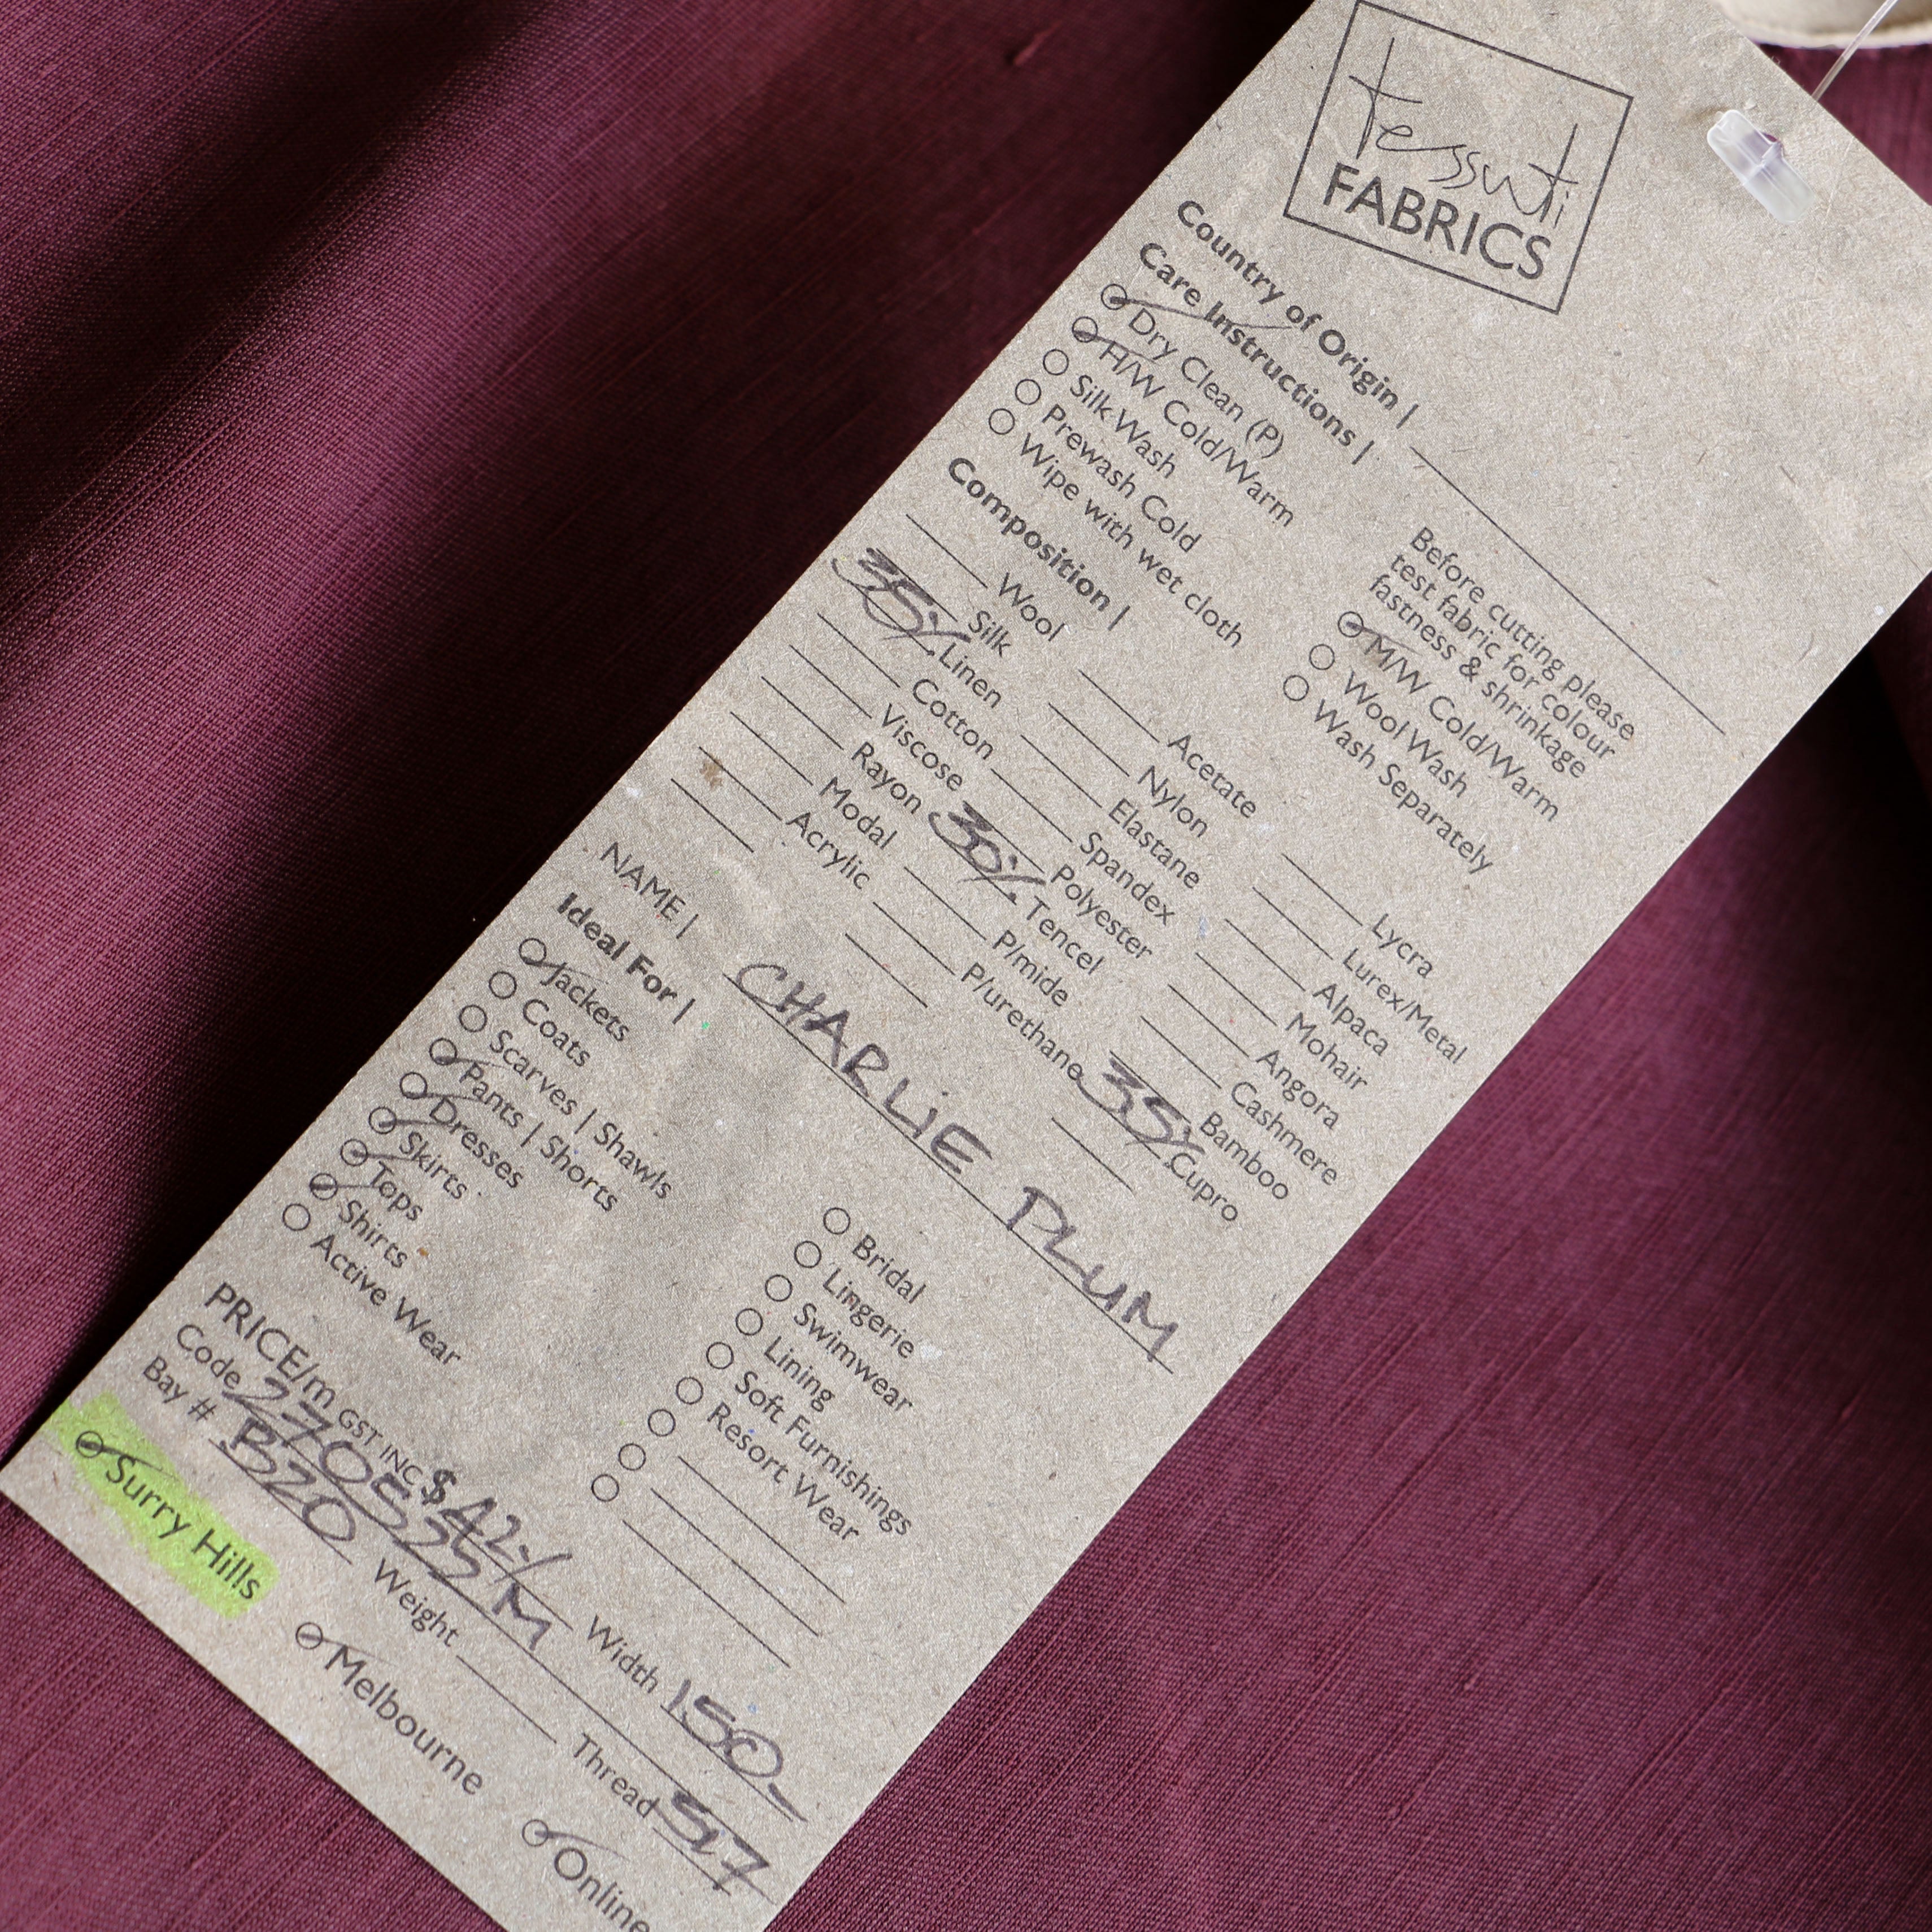 tessuti
FABRICS
Country of Origin |
Care Instructions |
Dry Clean (P)
H/W Cold/Warm
Silk Wash
Prewash Cold
Wipe with wet cloth
Before cutting please
test fabric for colour
fastness & shrinkage
M/W Cold/Warm
Wool Wash
Wash Separately
Composition |
Wool
Silk
35% Linen
Cotton
Viscose
Rayon
Modal
Acrylic
Acetate
Nylon
Elastane
Spandex
Polyester
30% Tencel
P/mide
P/urethane
Lycra
Lurex/Metal
Alpaca
Mohair
Angora
Cashmere
Bamboo
35% Cupro
NAME | CHARLIE PLUM
Ideal For |
Jackets
Coats
Scarves | Shawls
Pants | Shorts
Dresses
Skirts
Tops
Shirts
Active Wear
Bridal
Lingerie
Swimwear
Lining
Soft Furnishings
Resort Wear
PRICE/m GST INC $42 M Width 150
Code
Bay # B20 Weight Thread 517
Surry Hills
Melbourne
Online